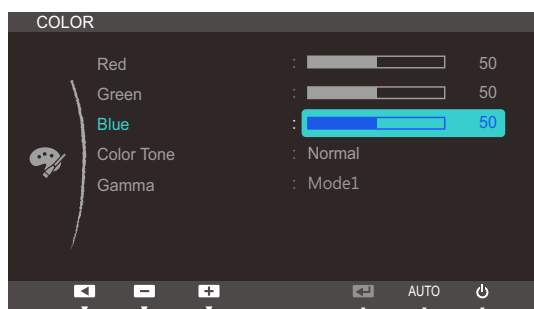 COLOR
Red : 50
Green : 50
Blue : 50
Color Tone : Normal
Gamma : Mode1
AUTO